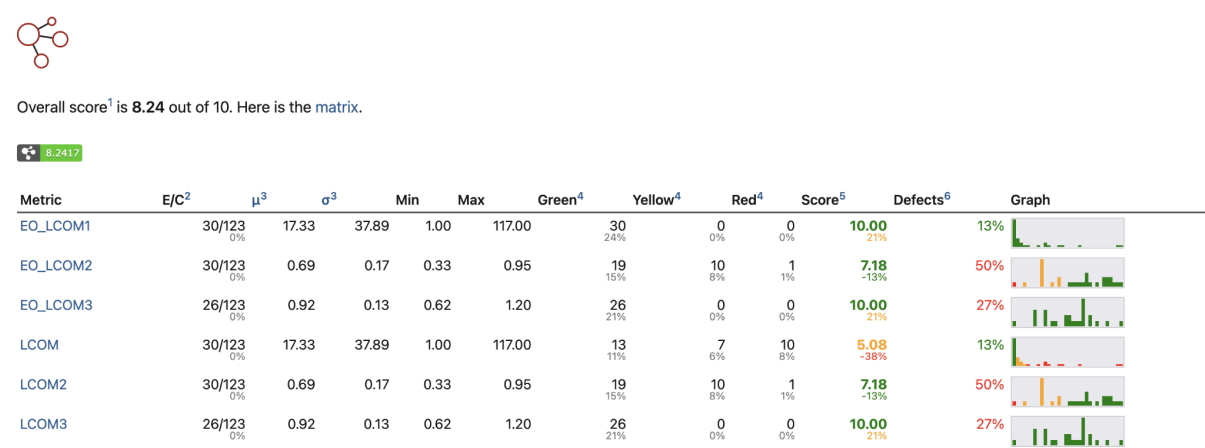 Overall score1 is 8.24 out of 10. Here is the matrix.
8.2417
Metric E/C2 μ3 σ3 Min Max Green4 Yellow4 Red4 Score5 Defects6 Graph
EO_LCOM1 30/123 17.33 37.89 1.00 117.00 30 0 0 10.00 13%
0% 24% 0% 0% 21%
EO_LCOM2 30/123 0.69 0.17 0.33 0.95 19 10 1 7.18 50%
0% 15% 8% 1% -13%
EO_LCOM3 26/123 0.92 0.13 0.62 1.20 26 0 0 10.00 27%
0% 21% 0% 0% 21%
LCOM 30/123 17.33 37.89 1.00 117.00 13 7 10 5.08 13%
0% 11% 6% 8% -38%
LCOM2 30/123 0.69 0.17 0.33 0.95 19 10 1 7.18 50%
0% 15% 8% 1% -13%
LCOM3 26/123 0.92 0.13 0.62 1.20 26 0 0 10.00 27%
0% 21% 0% 0% 21%